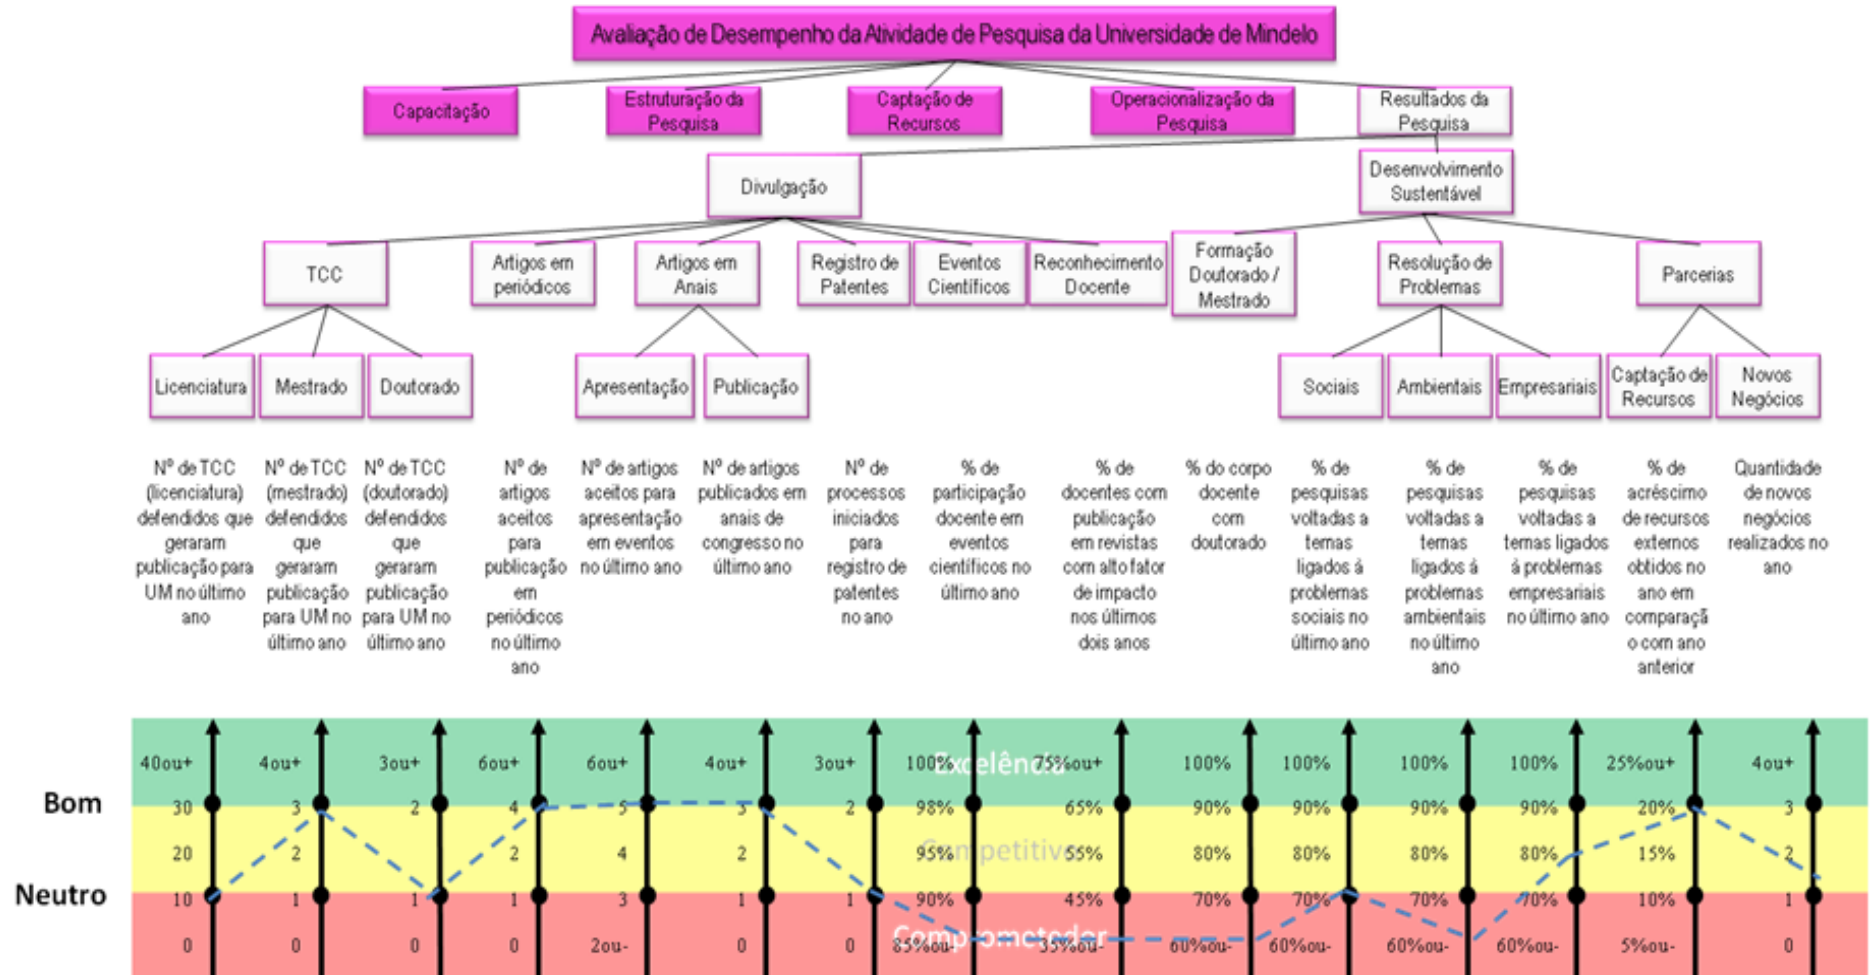 Avaliação de Desempenho da Atividade de Pesquisa da Universidade de Mindelo
Capacitação
Estruturação da
Pesquisa
Captação de
Recursos
Operacionalização da
Pesquisa
Resultados da
Pesquisa
Divulgação
Desenvolvimento
Sustentável
TCC
Artigos em
periódicos
Artigos em
Anais
Registro de
Patentes
Eventos
Científicos
Reconhecimento
Docente
Formação
Doutorado /
Mestrado
Resolução de
Problemas
Parcerias
Licenciatura
Mestrado
Doutorado
Apresentação
Publicação
Sociais
Ambientais
Empresariais
Captação de
Recursos
Novos
Negócios
Nº de TCC
(licenciatura)
defendidos que
geraram
publicação para
UM no último
ano
Nº de TCC
(mestrado)
defendidos
que
geraram
publicação
para UM no
último ano
Nº de TCC
(doutorado)
defendidos
que
geraram
publicação
para UM no
último ano
Nº de
artigos
aceitos
para
publicação
em
periódicos
no último
ano
Nº de artigos
aceitos para
apresentação
em eventos
no último ano
Nº de artigos
publicados em
anais de
congresso no
último ano
Nº de
processos
iniciados
para
registro de
patentes
no ano
% de
participação
docente em
eventos
científicos no
último ano
% de
docentes com
publicação
em revistas
com alto fator
de impacto
nos últimos
dois anos
% do corpo
docente
com
doutorado
% de
pesquisas
voltadas a
temas
ligados á
problemas
sociais no
último ano
% de
pesquisas
voltadas a
temas
ligados á
problemas
ambientais
no último
ano
% de
pesquisas
voltadas a
temas ligados
á problemas
empresariais
no último ano
% de
acréscimo
de recursos
externos
obtidos no
ano em
comparaçã
o com ano
anterior
Quantidade
de novos
negócios
realizados no
ano
Excelência
40ou+ 4ou+ 3ou+ 6ou+ 6ou+ 4ou+ 3ou+ 100% 75%ou+ 100% 100% 100% 100% 25%ou+ 4ou+
Bom 30 3 2 4 5 3 2 98% 65% 90% 90% 90% 90% 20% 3
Competitivo
20 2 2 4 2 95% 55% 80% 80% 80% 80% 15% 2
Neutro 10 1 1 1 3 1 1 90% 45% 70% 70% 70% 70% 10% 1
Comprometedor
0 0 0 0 2ou- 0 0 85%ou- 35%ou- 60%ou- 60%ou- 60%ou- 60%ou- 5%ou- 0